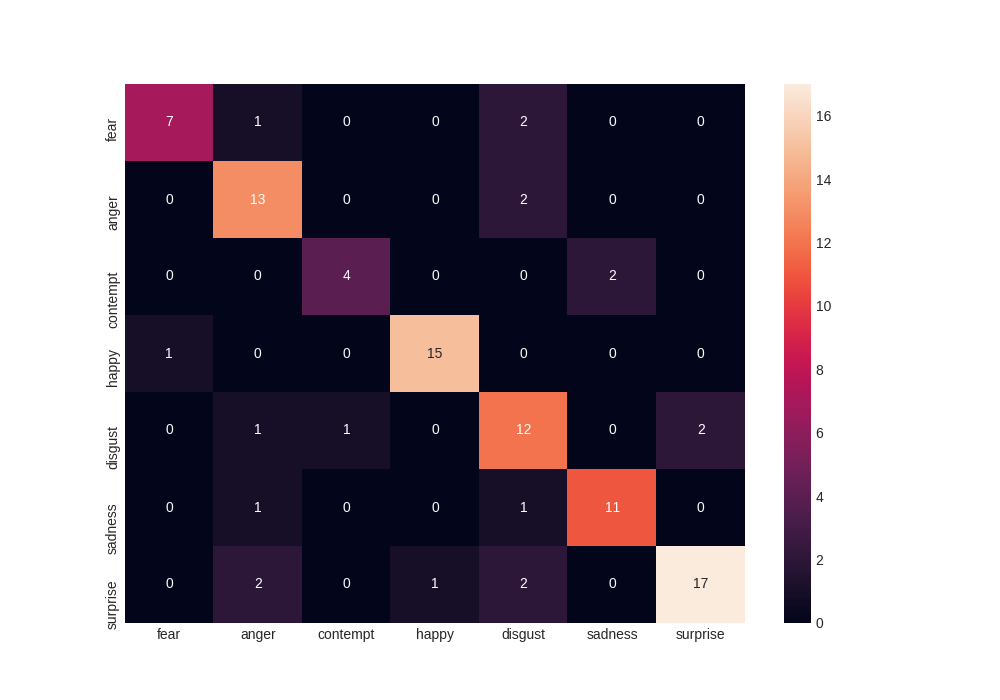 fear 7 1 0 0 2 0 0
anger 0 13 0 0 2 0 0
contempt 0 0 4 0 0 2 0
happy 1 0 0 15 0 0 0
disgust 0 1 1 0 12 0 2
sadness 0 1 0 0 1 11 0
surprise 0 2 0 1 2 0 17
fear anger contempt happy disgust sadness surprise
16
14
12
10
8
6
4
2
0